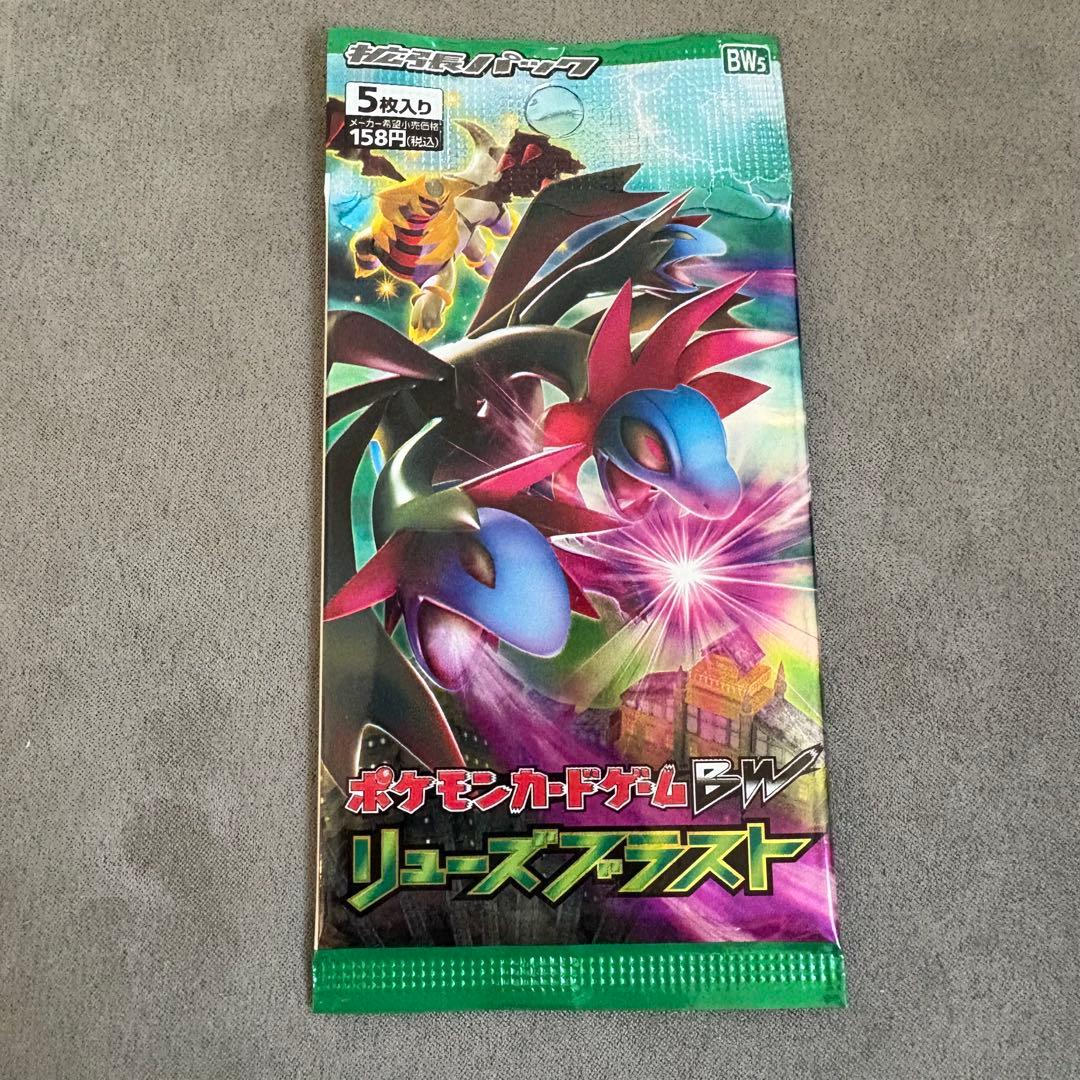 拡張パック
BW5
5枚入り
メーカー希望小売価格
158円(税込)
ポケモンカードゲームBW
リューズブラスト